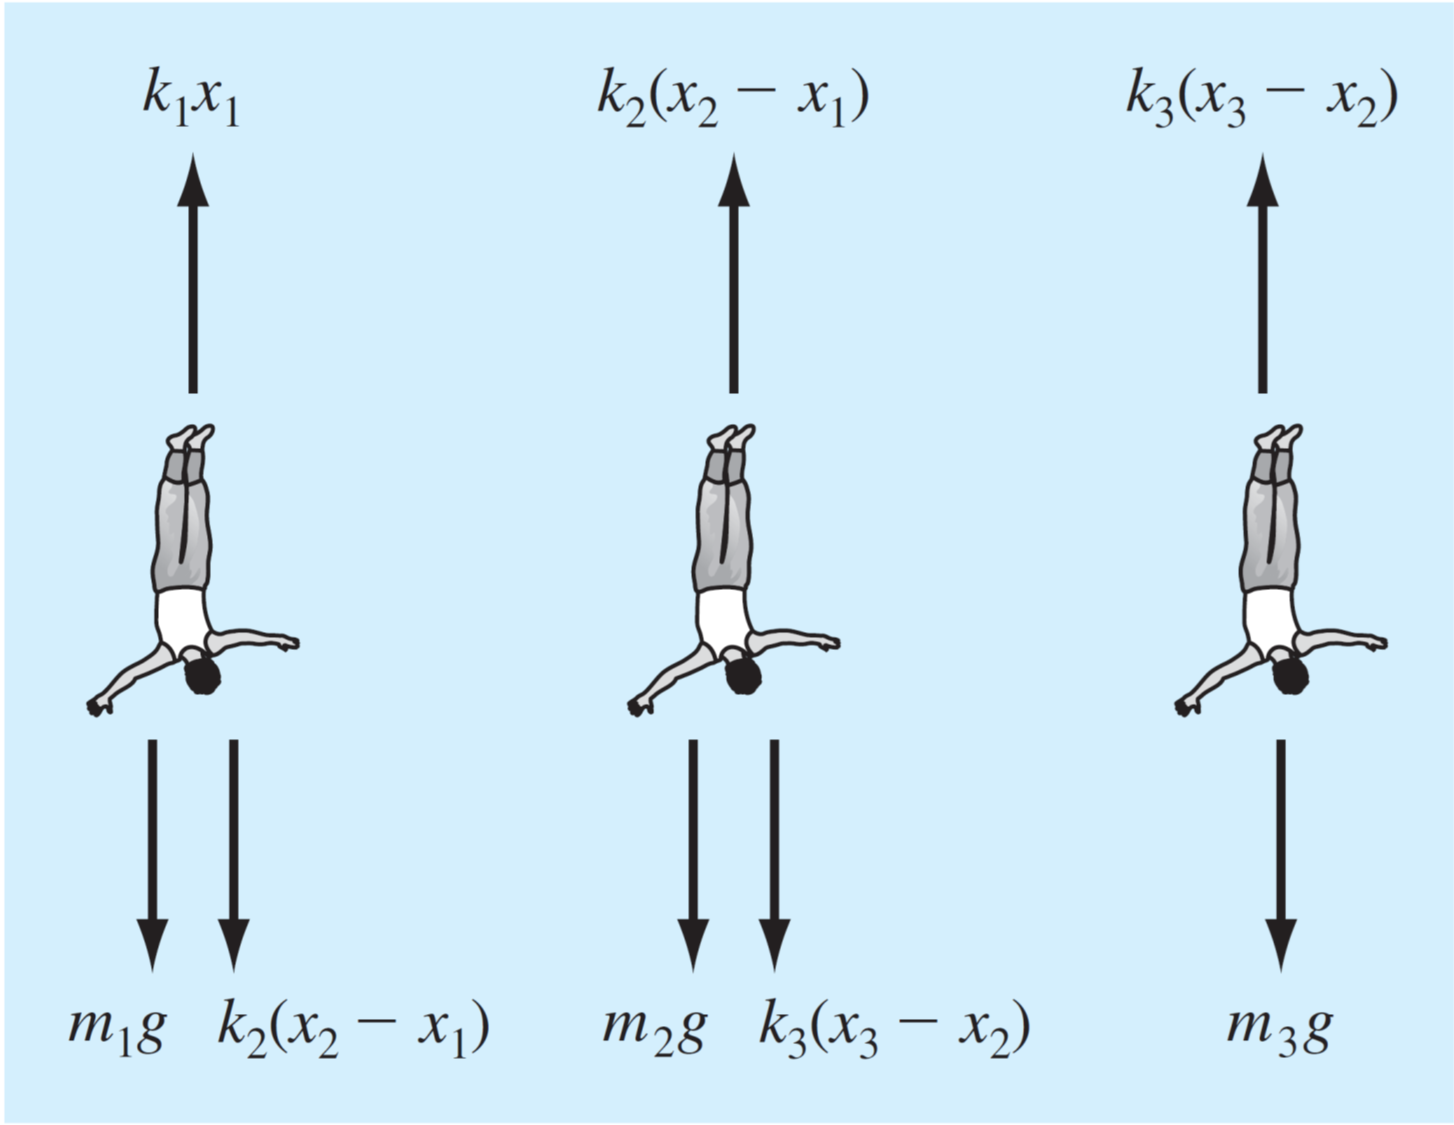 k₁x₁ k₂(x₂ − x₁) k₃(x₃ − x₂)
m₁g k₂(x₂ − x₁) m₂g k₃(x₃ − x₂) m₃g